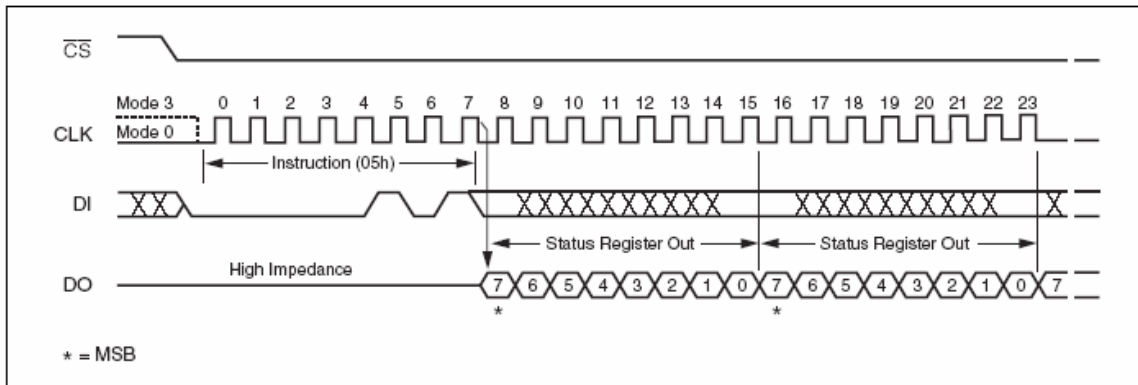 CS
Mode 3 0 1 2 3 4 5 6 7 8 9 10 11 12 13 14 15 16 17 18 19 20 21 22 23
CLK Mode 0
Instruction (05h)
DI
Status Register Out Status Register Out
High Impedance
DO 7 6 5 4 3 2 1 0 7 6 5 4 3 2 1 0 7
* *
* = MSB